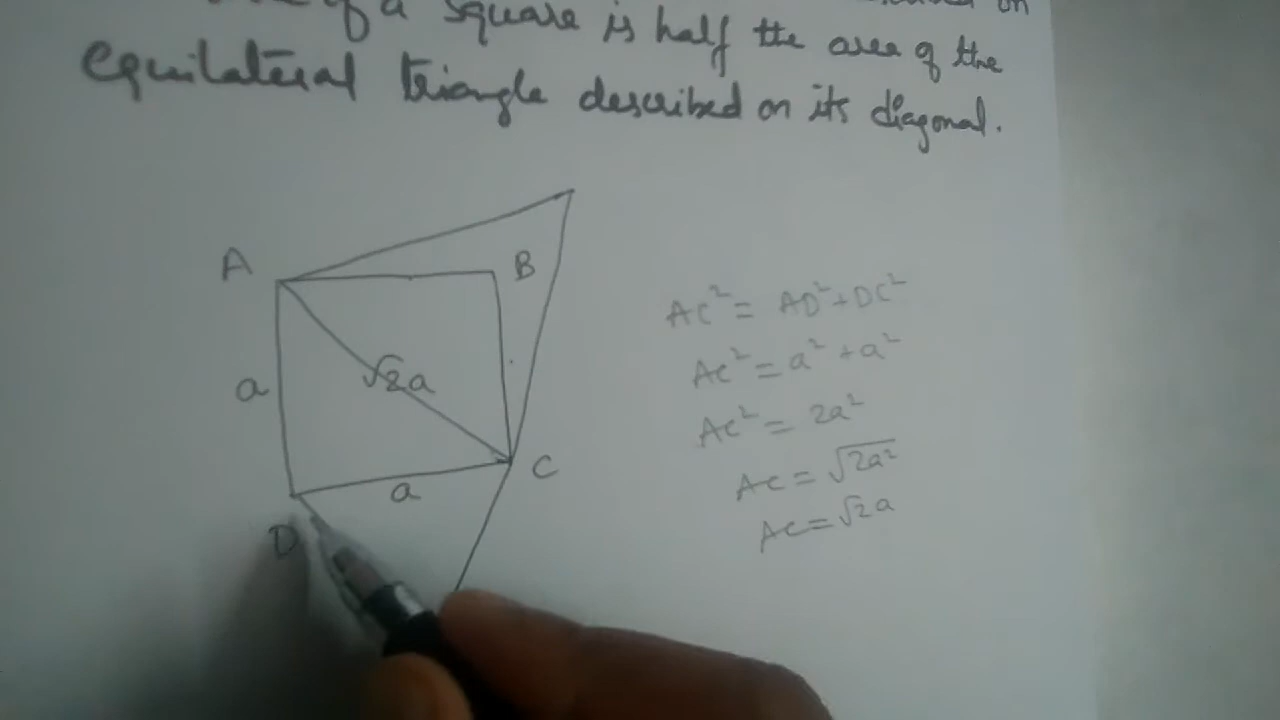 of a square is half the area of the
equilateral triangle described on its diagonal.
A
B
AC² = AD² + DC²
a
√2a
AC² = a² + a²
AC² = 2a²
AC = √2a²
C
a
AC = √2a
D